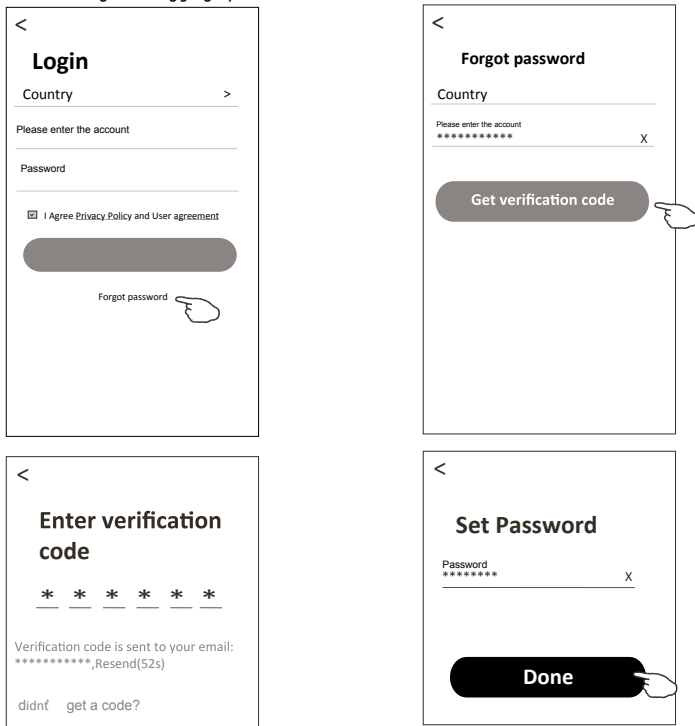 <
Login
Country >
Please enter the account
Password
I Agree Privacy Policy and User agreement
Forgot password
<
Forgot password
Country
Please enter the account
*********** X
Get verification code
<
Enter verification
code
* * * * * *
Verification code is sent to your email:
***********,Resend(52s)
didnť get a code?
<
Set Password
Password
******** X
Done